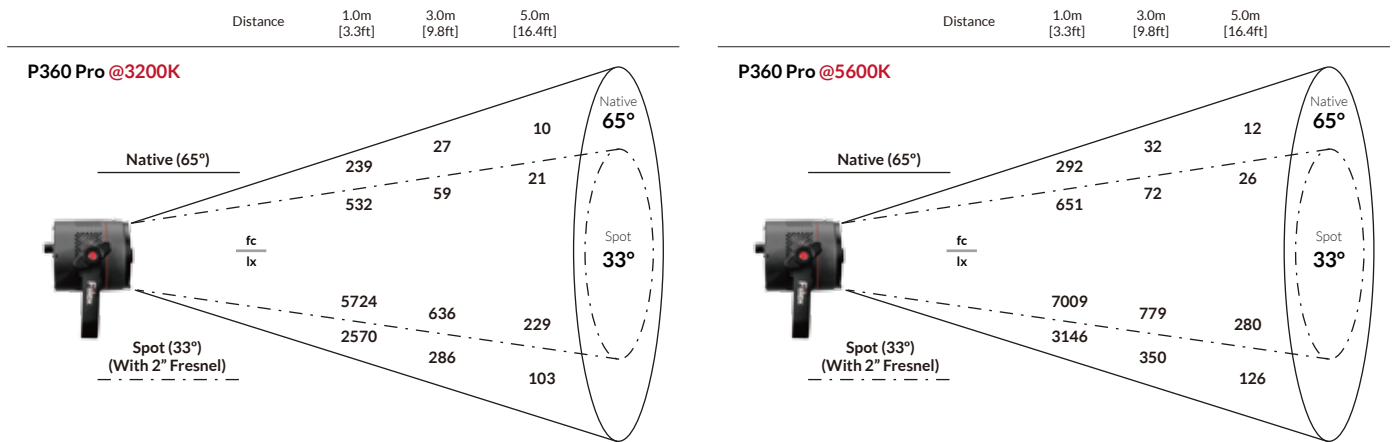 Distance 1.0m 3.0m 5.0m
[3.3ft] [9.8ft] [16.4ft]
P360 Pro @3200K
Native
65°
10
27
Native (65º)
239
21
59
532
Spot
33°
fc
lx
5724
636
229
2570
286
Spot (33º)
(With 2” Fresnel)
103
Distance 1.0m 3.0m 5.0m
[3.3ft] [9.8ft] [16.4ft]
P360 Pro @5600K
Native
65°
12
32
Native (65º)
292
26
72
651
Spot
33°
fc
lx
7009
779
280
3146
350
Spot (33º)
(With 2” Fresnel)
126